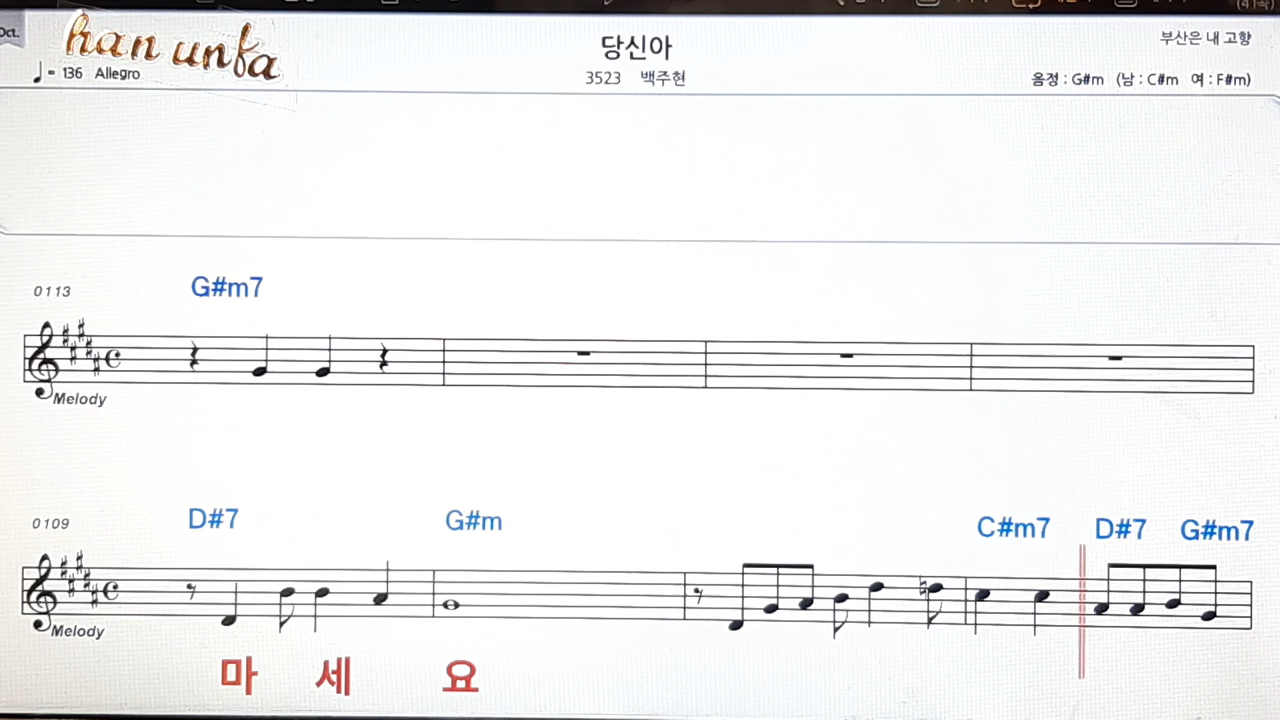 Oct.
han unfa
당신아
부산은 내 고향
♩= 136 Allegro
3523 백주현
음정 : G#m (남 : C#m 여 : F#m)
0113
G#m7
Melody
0109
D#7 G#m C#m7 D#7 G#m7
Melody
마 세 요